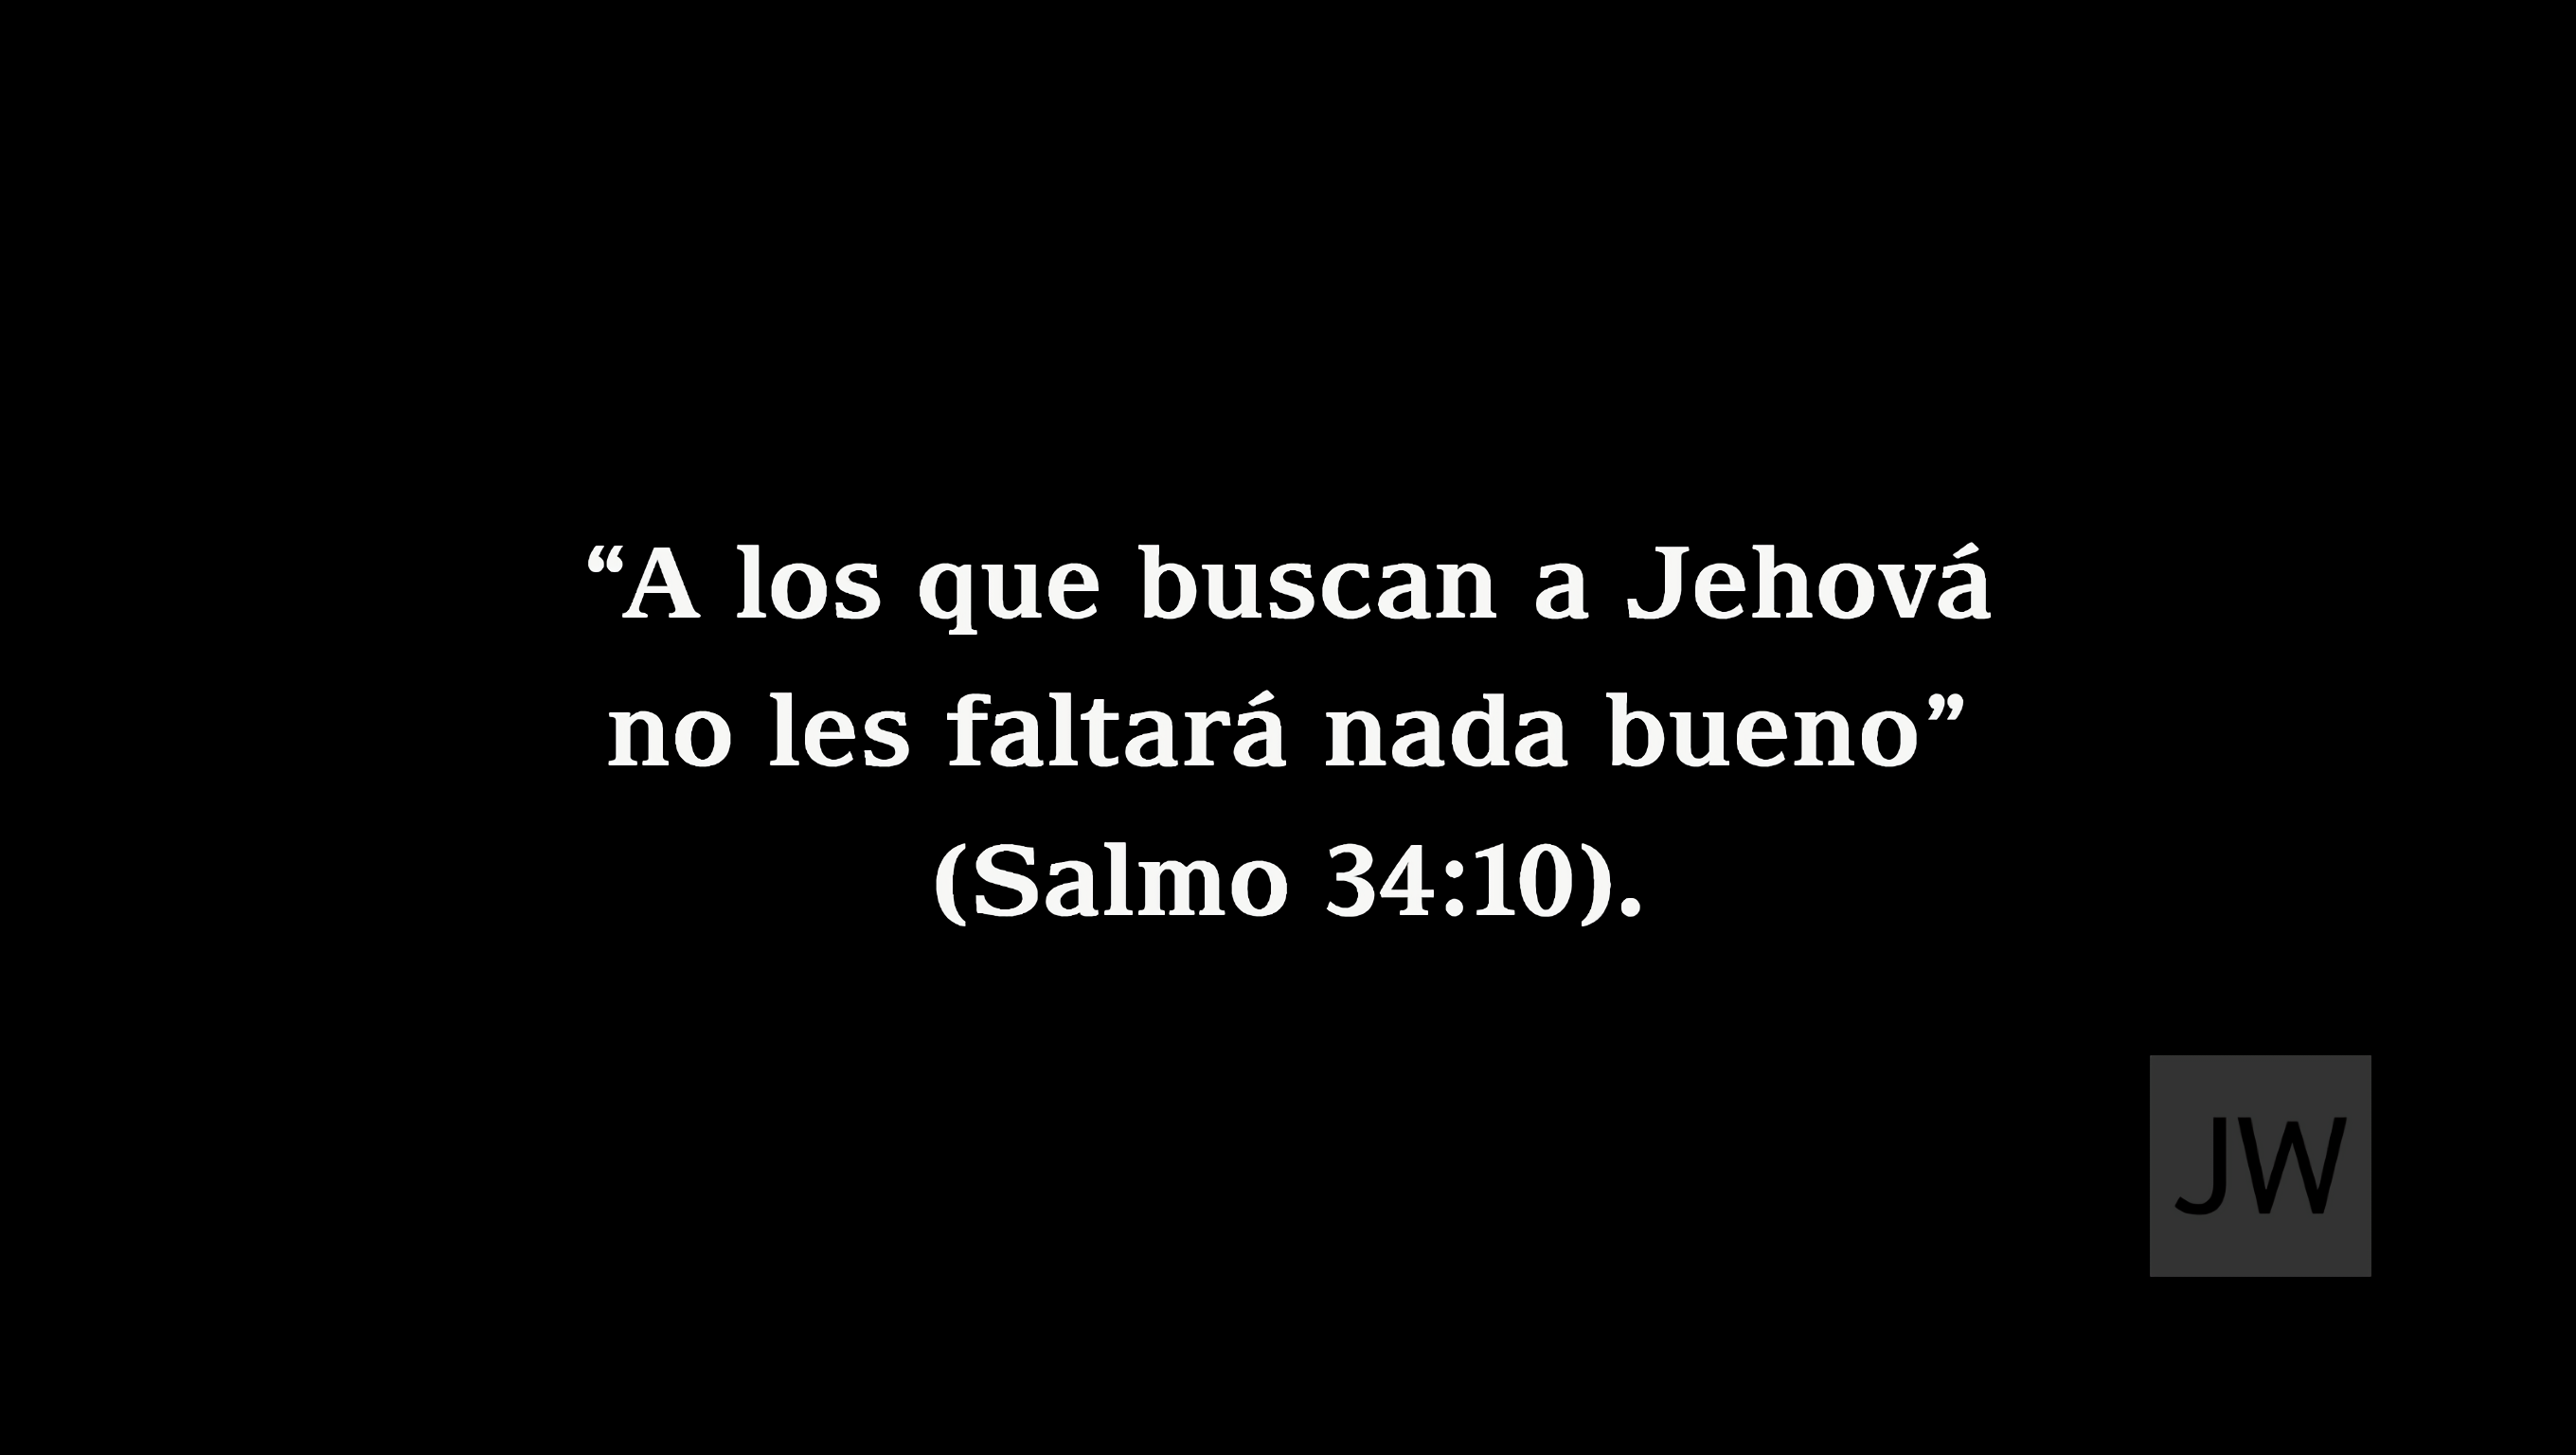 “A los que buscan a Jehová
no les faltará nada bueno”
(Salmo 34:10).
JW